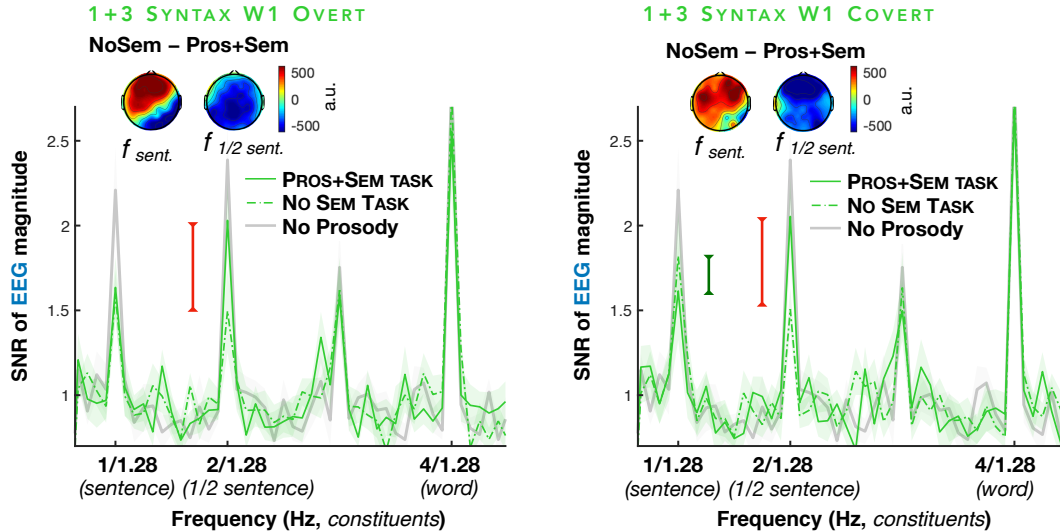 1+3 SYNTAX W1 OVERT
NoSem – Pros+Sem
500
0
-500
a.u.
f sent.
f 1/2 sent.
PROS+SEM TASK
NO SEM TASK
No Prosody
SNR of EEG magnitude
2.5
2
1.5
1
1/1.28
2/1.28
4/1.28
(sentence)
(1/2 sentence)
(word)
Frequency (Hz, constituents)
1+3 SYNTAX W1 COVERT
NoSem – Pros+Sem
500
0
-500
a.u.
f sent.
f 1/2 sent.
PROS+SEM TASK
NO SEM TASK
No Prosody
SNR of EEG magnitude
2.5
2
1.5
1
1/1.28
2/1.28
4/1.28
(sentence)
(1/2 sentence)
(word)
Frequency (Hz, constituents)